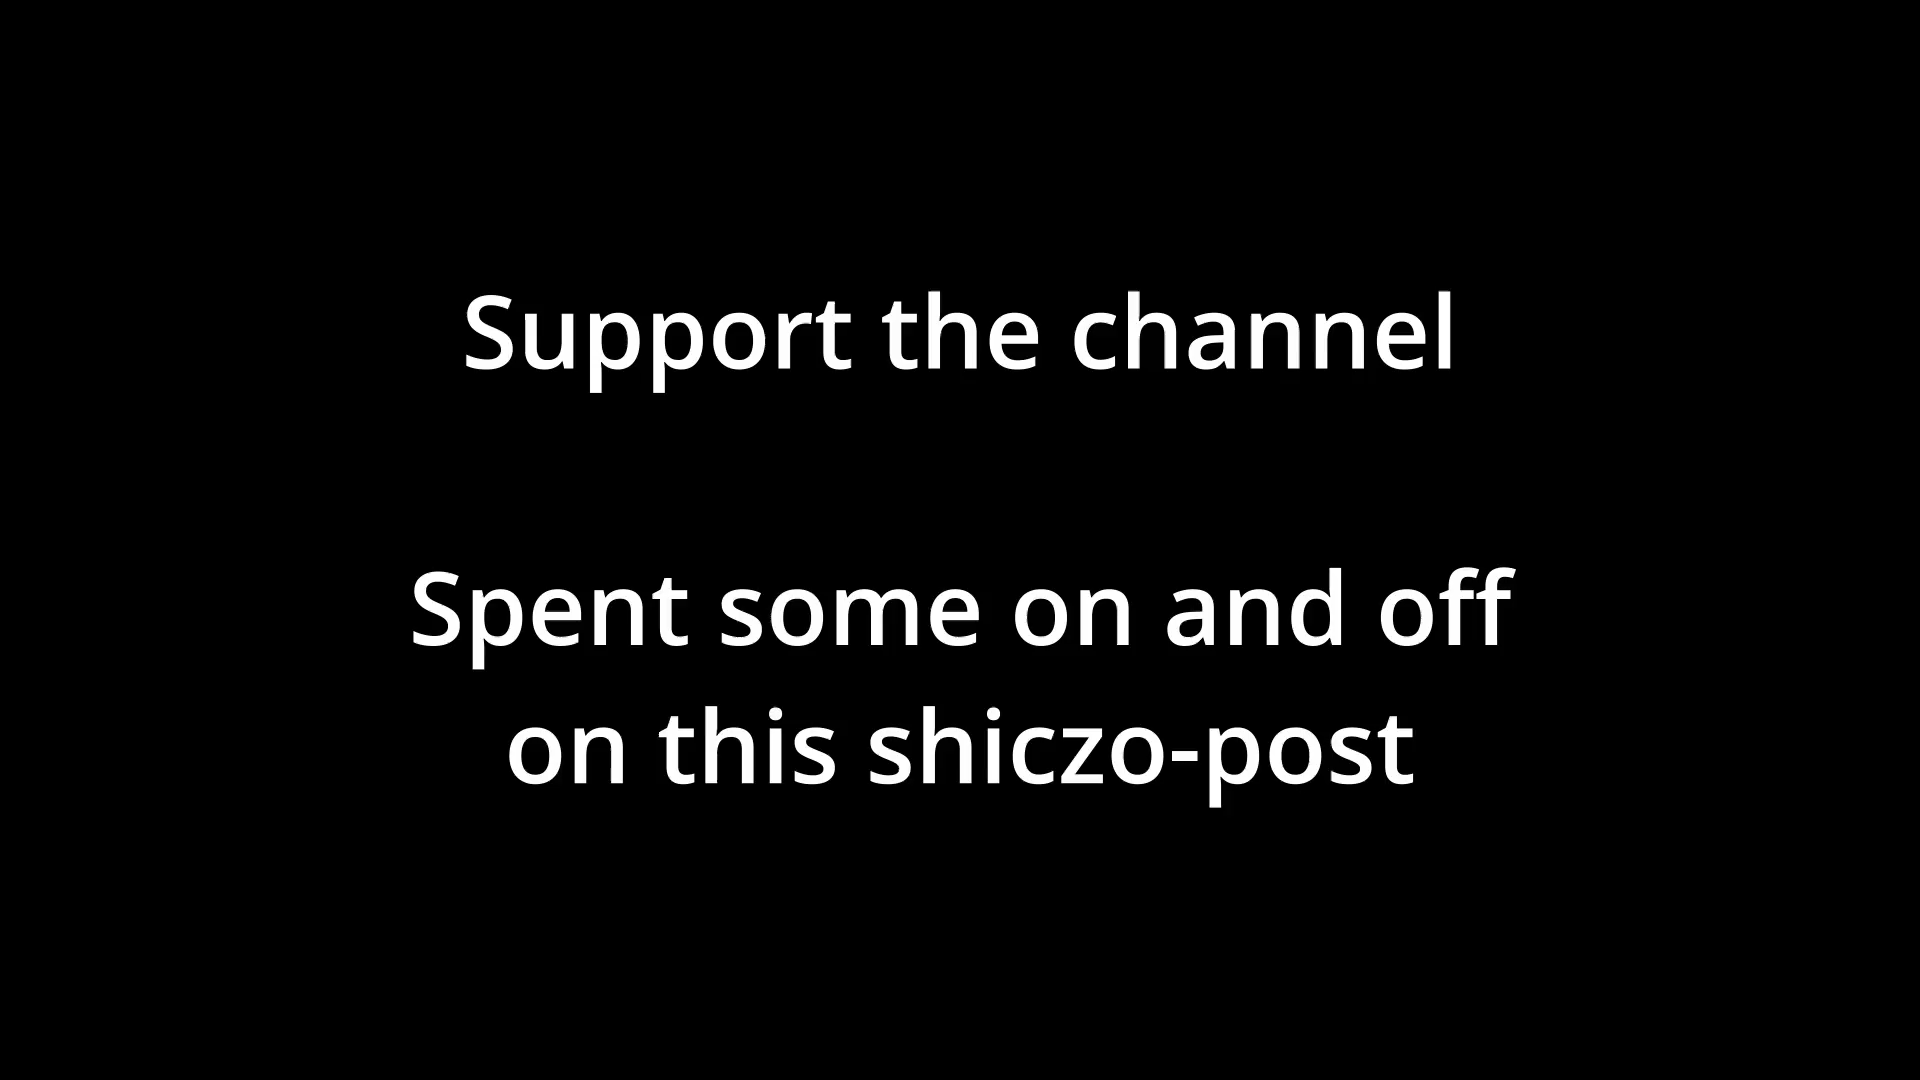 Support the channel
Spent some on and off
on this shiczo-post